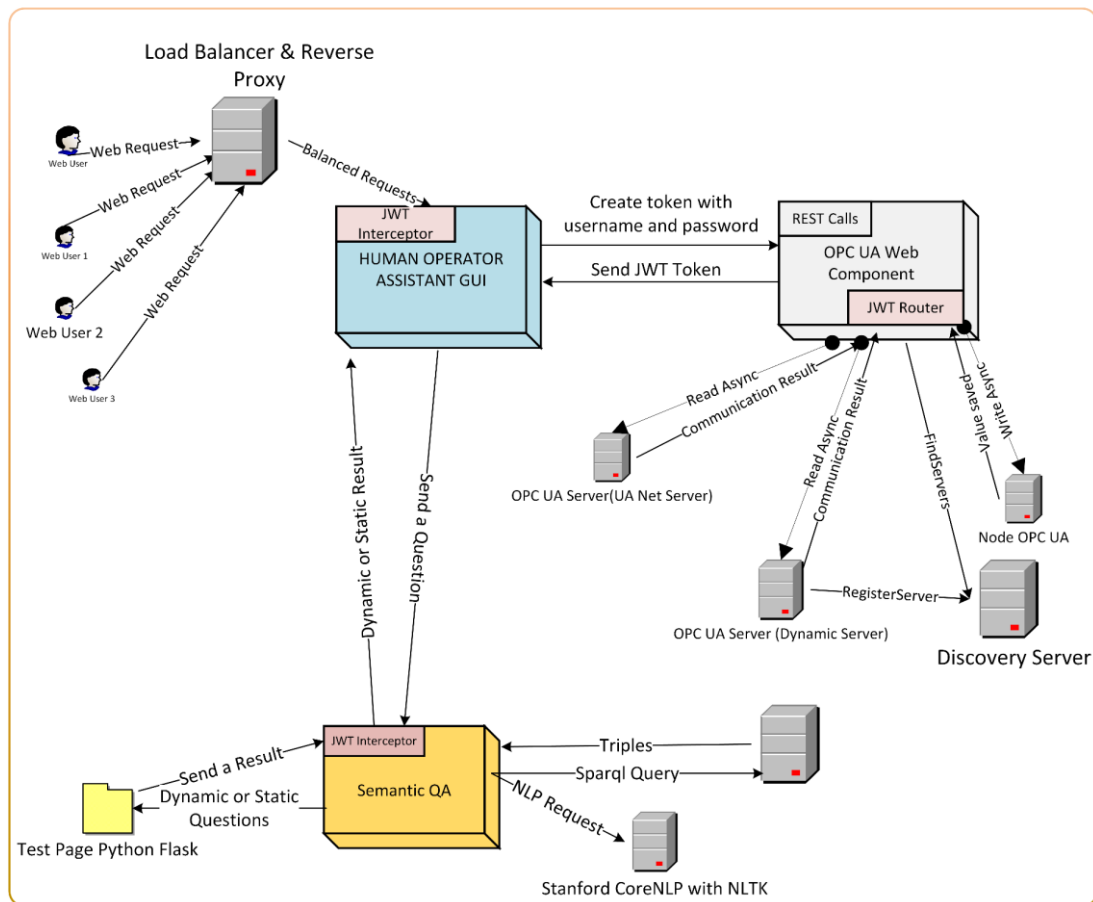 Load Balancer & Reverse
Proxy
Web User
Web Request
Web User 1
Web Request
Web User 2
Web Request
Web User 3
Web Request
Balanced Requests
JWT
Interceptor
HUMAN OPERATOR
ASSISTANT GUI
Create token with
username and password
Send JWT Token
REST Calls
OPC UA Web
Component
JWT Router
Read Async
Communication Result
OPC UA Server(UA Net Server)
Read Async
Communication Result
OPC UA Server (Dynamic Server)
FindServers
Value saved
Write Async
Node OPC UA
RegisterServer
Discovery Server
Dynamic or Static Result
Send a Question
JWT Interceptor
Semantic QA
Send a Result
Dynamic or Static
Questions
Test Page Python Flask
Triples
Sparql Query
NLP Request
Stanford CoreNLP with NLTK